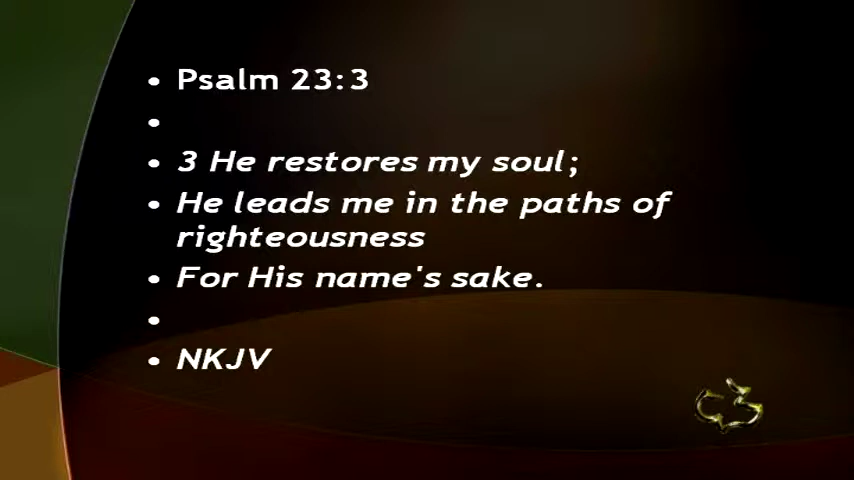 • Psalm 23:3
•
• 3 He restores my soul;
• He leads me in the paths of
righteousness
• For His name's sake.
•
• NKJV
C3